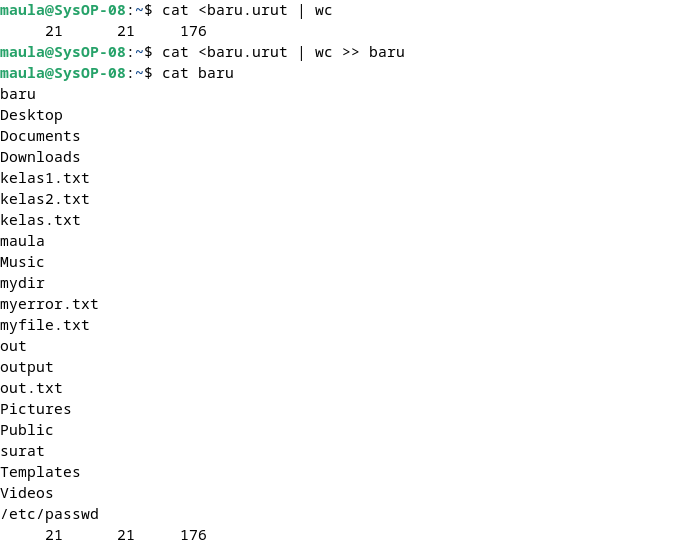 maula@SysOP-08:~$ cat <baru.urut | wc
     21      21     176
maula@SysOP-08:~$ cat <baru.urut | wc >> baru
maula@SysOP-08:~$ cat baru
baru
Desktop
Documents
Downloads
kelas1.txt
kelas2.txt
kelas.txt
maula
Music
mydir
myerror.txt
myfile.txt
out
output
out.txt
Pictures
Public
surat
Templates
Videos
/etc/passwd
     21      21     176